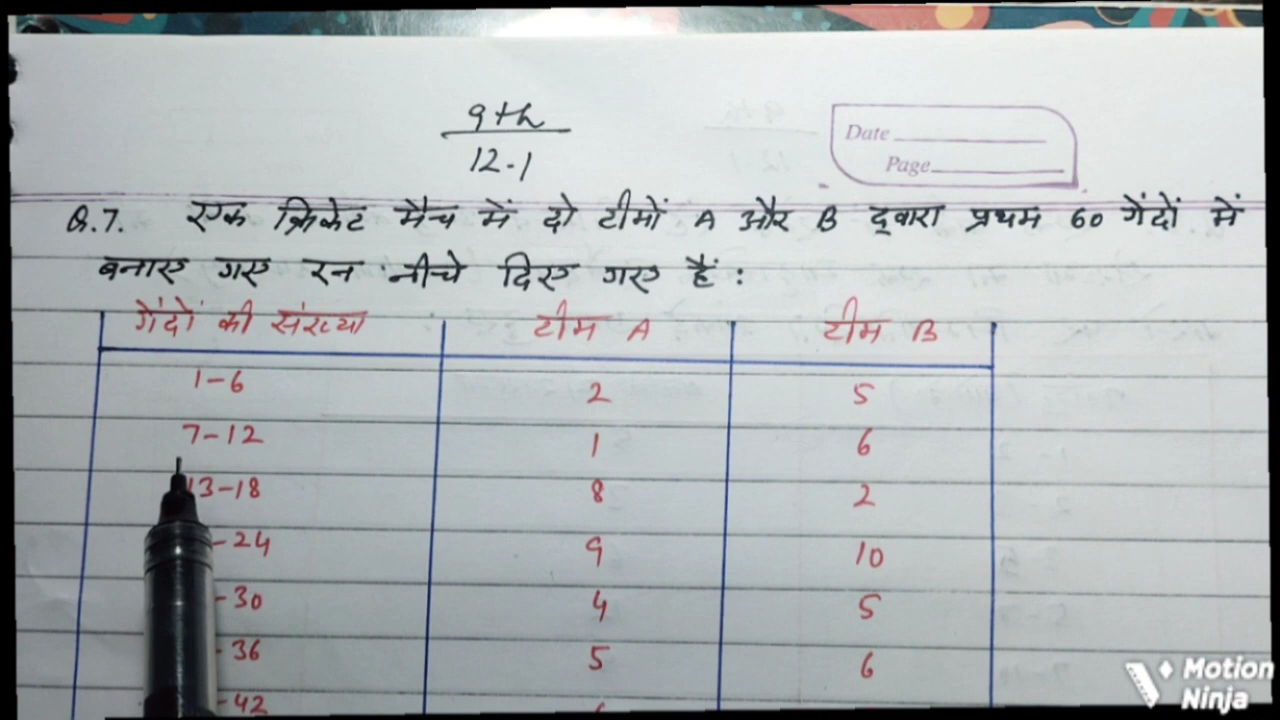 9th
12.1
Date
Page
Q.7. एक क्रिकेट मैच में दो टीमों A और B द्वारा प्रथम 60 गेंदों में
बनाए गए रन नीचे दिए गए हैं :
गेंदों की संख्या टीम A टीम B
1-6 2 5
7-12 1 6
13-18 8 2
-24 9 10
-30 4 5
-36 5 6
-42
Motion
Ninja